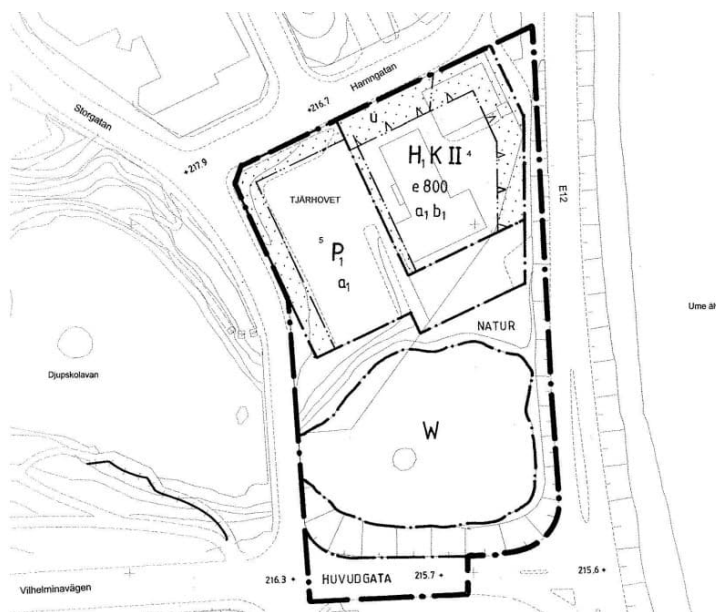 Hamngatan
+216.7
Storgatan
+217.9
u
H1 K II 4
e 800
a1 b1
TJÄRHOVET
5
P1
a1
E12
Ume äl
NATUR
Djupskolavan
W
Vilhelminavägen
216.3 +
HUVUDGATA
215.7 +
215.6 +